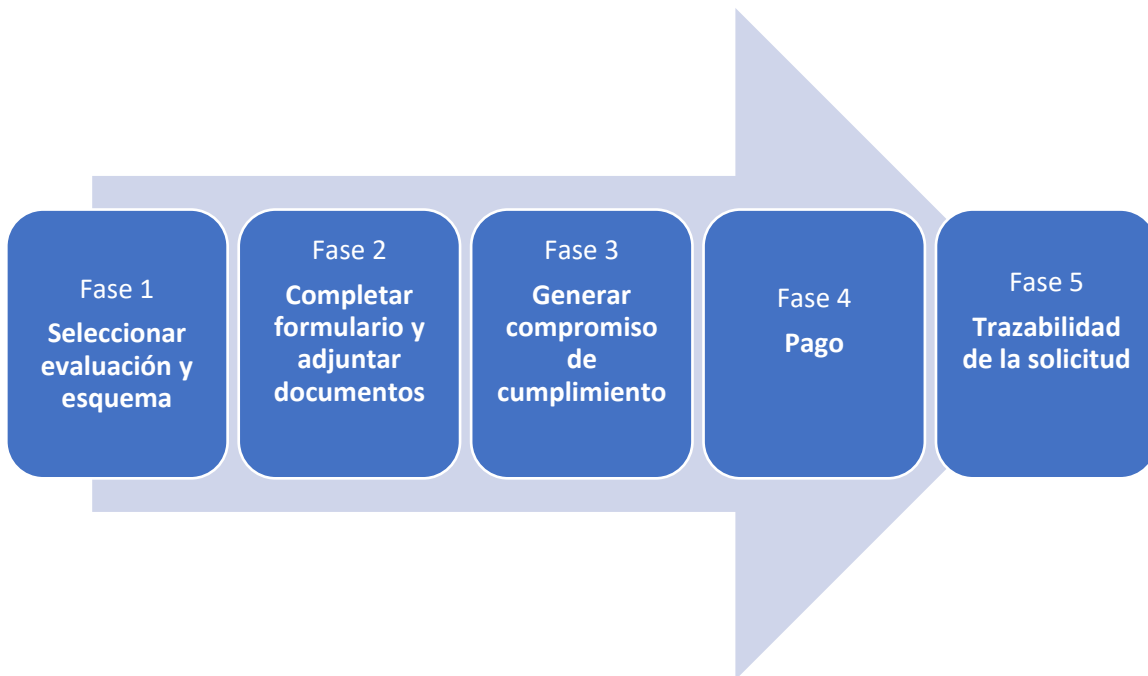 Fase 1
Seleccionar
evaluación y
esquema
Fase 2
Completar
formulario y
adjuntar
documentos
Fase 3
Generar
compromiso
de
cumplimiento
Fase 4
Pago
Fase 5
Trazabilidad
de la solicitud